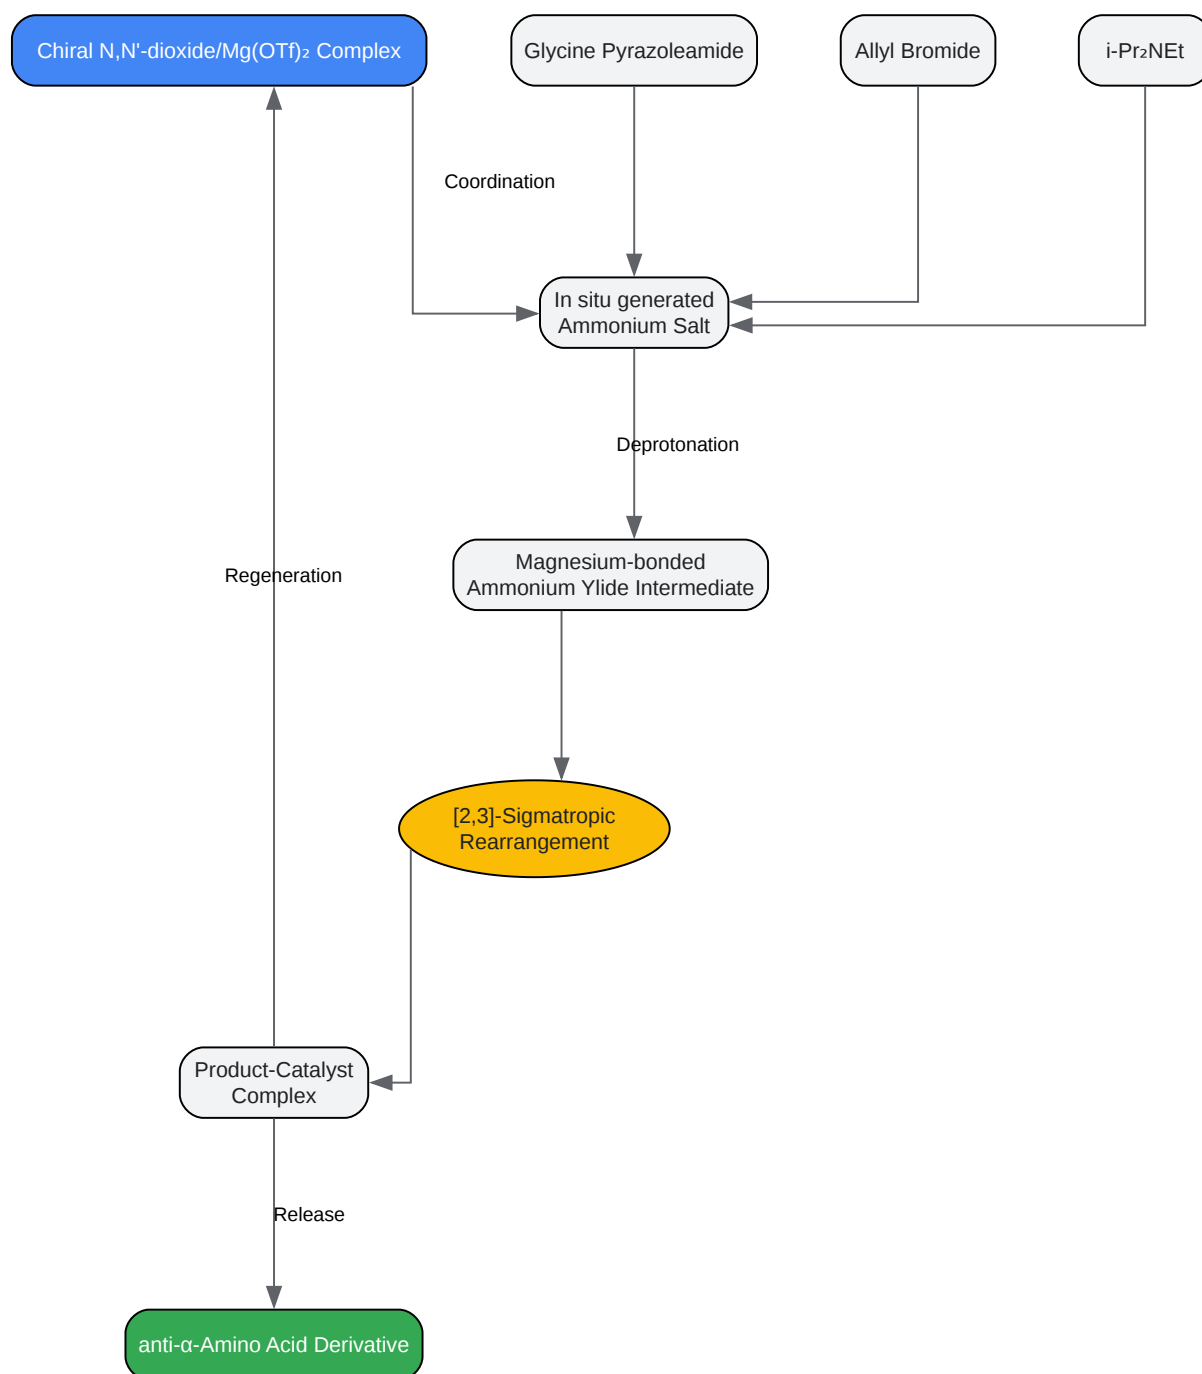 Chiral N,N'-dioxide/Mg(OTf)₂ Complex
Glycine Pyrazoleamide
Allyl Bromide
i-Pr₂NEt
Coordination
In situ generated
Ammonium Salt
Deprotonation
Magnesium-bonded
Ammonium Ylide Intermediate
Regeneration
[2,3]-Sigmatropic
Rearrangement
Product-Catalyst
Complex
Release
anti-α-Amino Acid Derivative